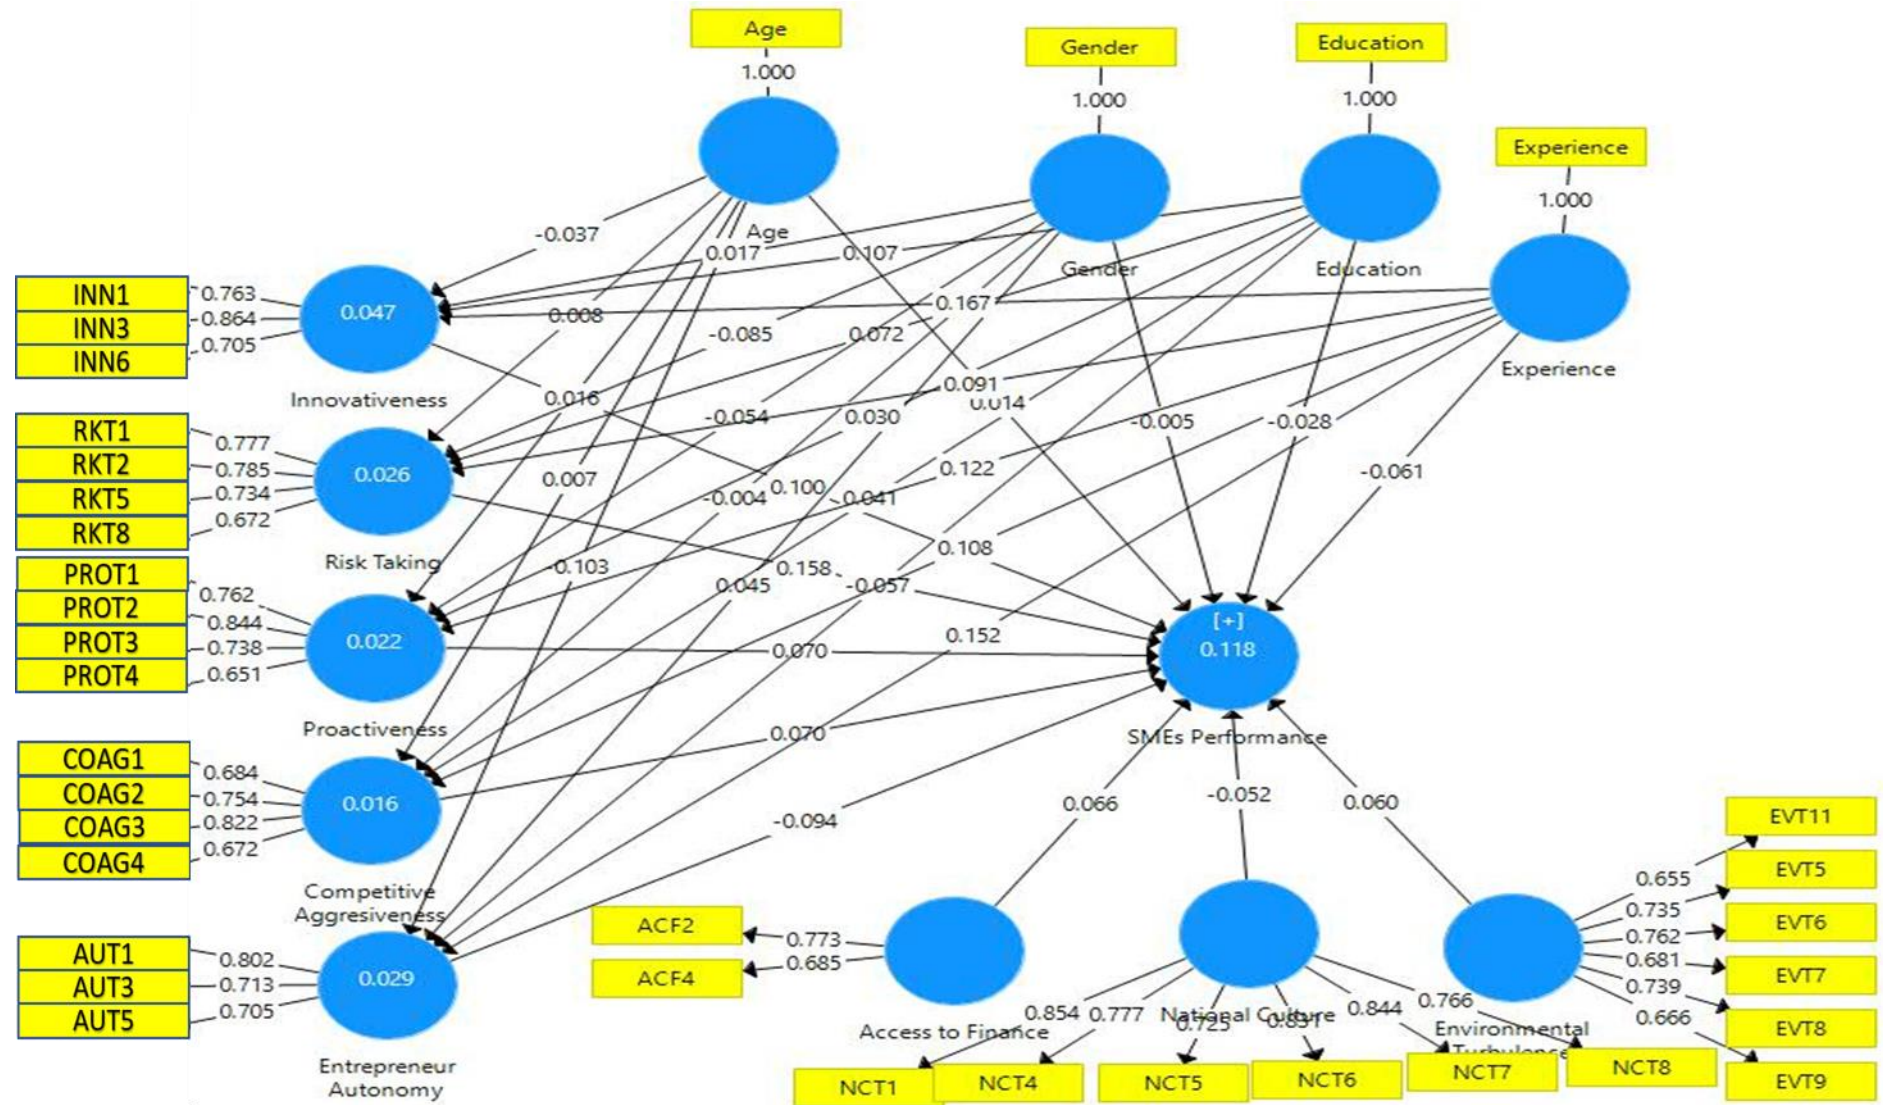 Age
Gender
Education
Experience
1.000
1.000
1.000
1.000
Age
Gender
Education
Experience
-0.037
0.017
0.107
0.167
0.008
-0.085
0.072
0.091
0.014
0.016
-0.054
0.030
-0.005
-0.028
-0.061
0.122
0.007
-0.004
0.100
0.041
0.108
-0.103
0.045
0.158
-0.057
0.152
0.070
0.070
-0.094
INN1
INN3
INN6
0.763
0.864
0.705
0.047
Innovativeness
RKT1
RKT2
RKT5
RKT8
0.777
0.785
0.734
0.672
0.026
Risk Taking
PROT1
PROT2
PROT3
PROT4
0.762
0.844
0.738
0.651
0.022
Proactiveness
COAG1
COAG2
COAG3
COAG4
0.684
0.754
0.822
0.672
0.016
Competitive
Aggresiveness
AUT1
AUT3
AUT5
0.802
0.713
0.705
0.029
Entrepreneur
Autonomy
[+]
0.118
SMEs Performance
0.066
-0.052
0.060
ACF2
ACF4
0.773
0.685
Access to Finance
National Culture
0.854
0.777
0.725
0.844
0.766
NCT1
NCT4
NCT5
NCT6
NCT7
NCT8
Environmental
Turbulence
0.655
0.735
0.762
0.681
0.739
0.666
EVT11
EVT5
EVT6
EVT7
EVT8
EVT9